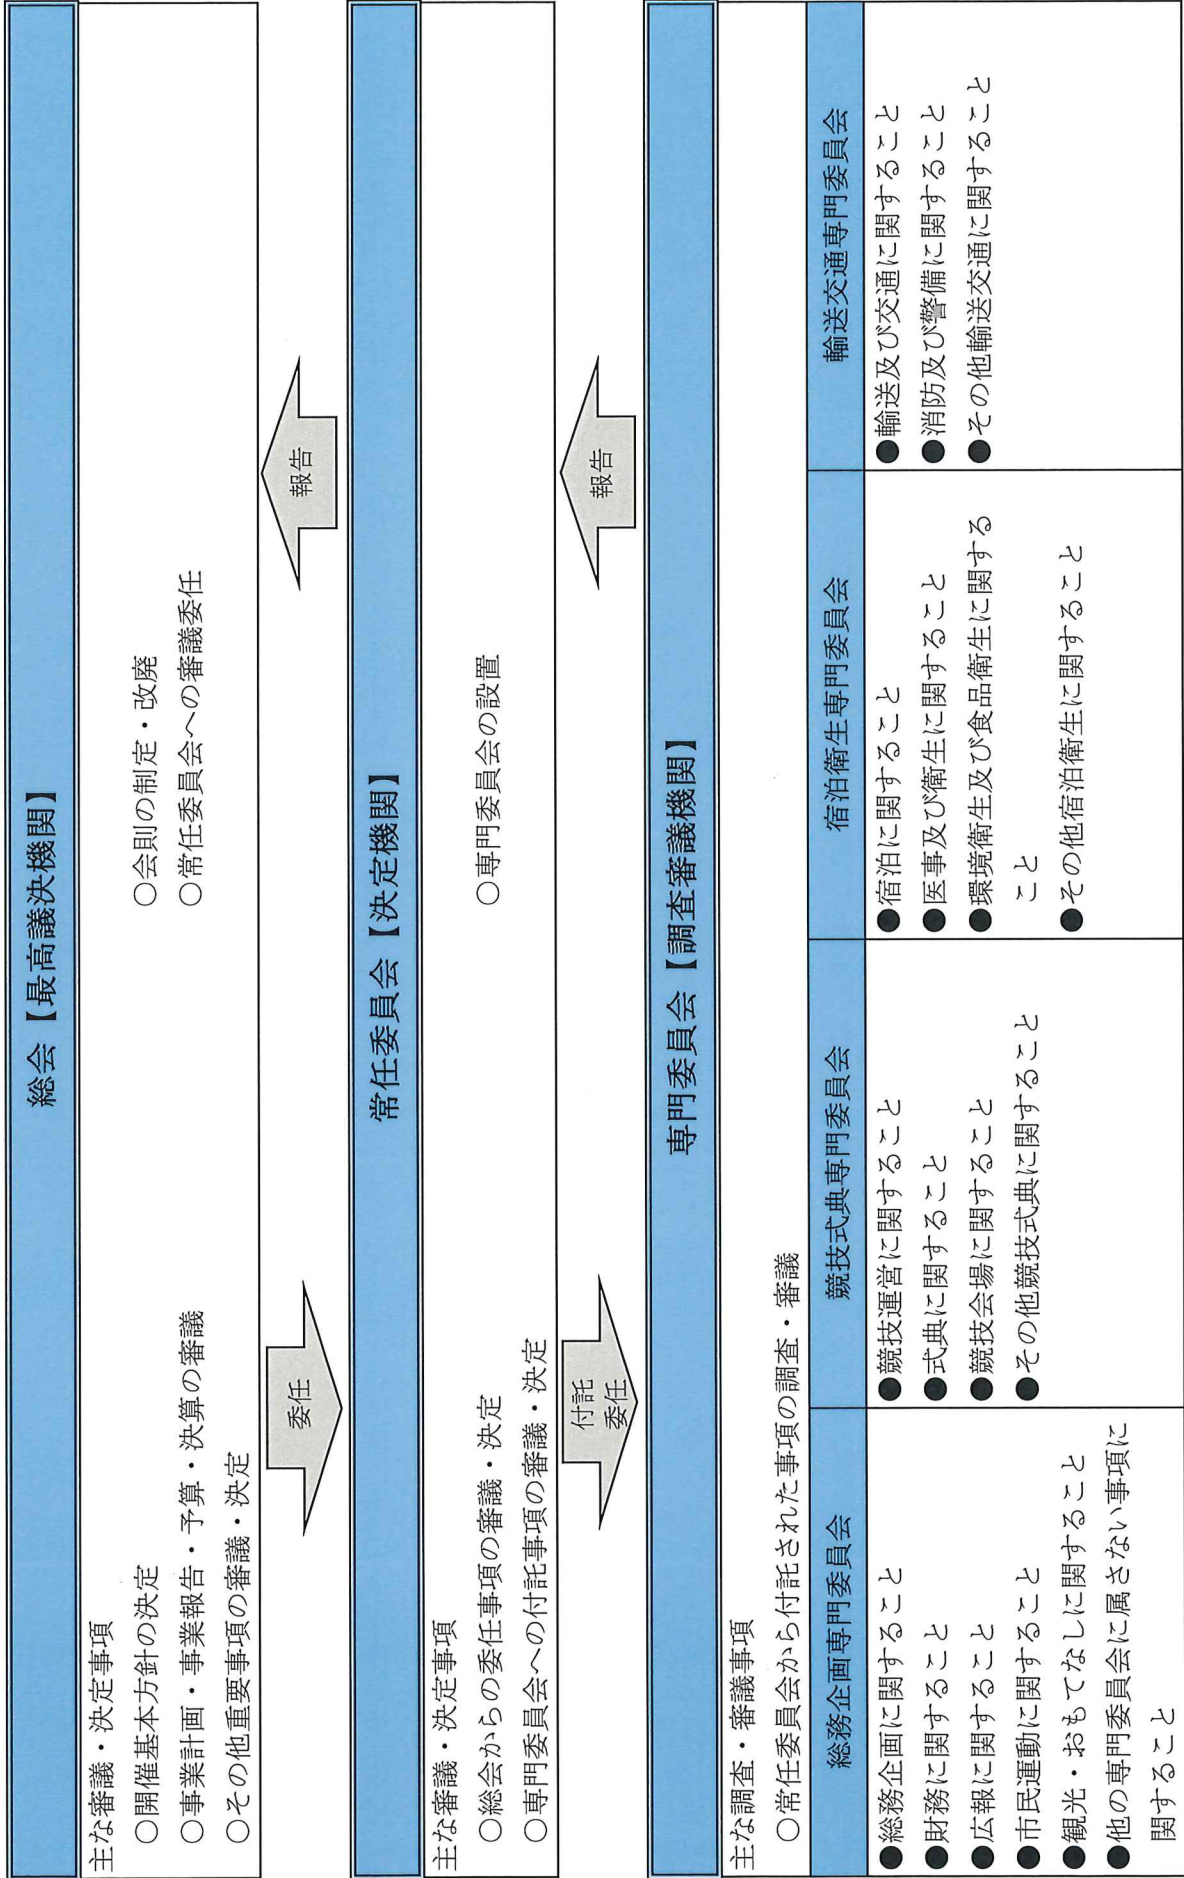 総会【最高議決機関】
主な審議・決定事項
○開催基本方針の決定
○会則の制定・改廃
○事業計画・事業報告・予算・決算の審議
○常任委員会への審議委任
○その他重要事項の審議・決定
委任
報告
常任委員会【決定機関】
主な審議・決定事項
○総会からの委任事項の審議・決定
○専門委員会の設置
○専門委員会への付託事項の審議・決定
付託
委任
報告
専門委員会【調査審議機関】
主な調査・審議事項
○常任委員会から付託された事項の調査・審議
総務企画専門委員会
●総務企画に関すること
●財務に関すること
●広報に関すること
●市民運動に関すること
●観光・おもてなしに関すること
●他の専門委員会に属さない事項に
関すること
競技式典専門委員会
●競技運営に関すること
●式典に関すること
●競技会場に関すること
●その他競技式典に関すること
宿泊衛生専門委員会
●宿泊に関すること
●医事及び衛生に関すること
●環境衛生及び食品衛生に関する
こと
●その他宿泊衛生に関すること
輸送交通専門委員会
●輸送及び交通に関すること
●消防及び警備に関すること
●その他輸送交通に関すること